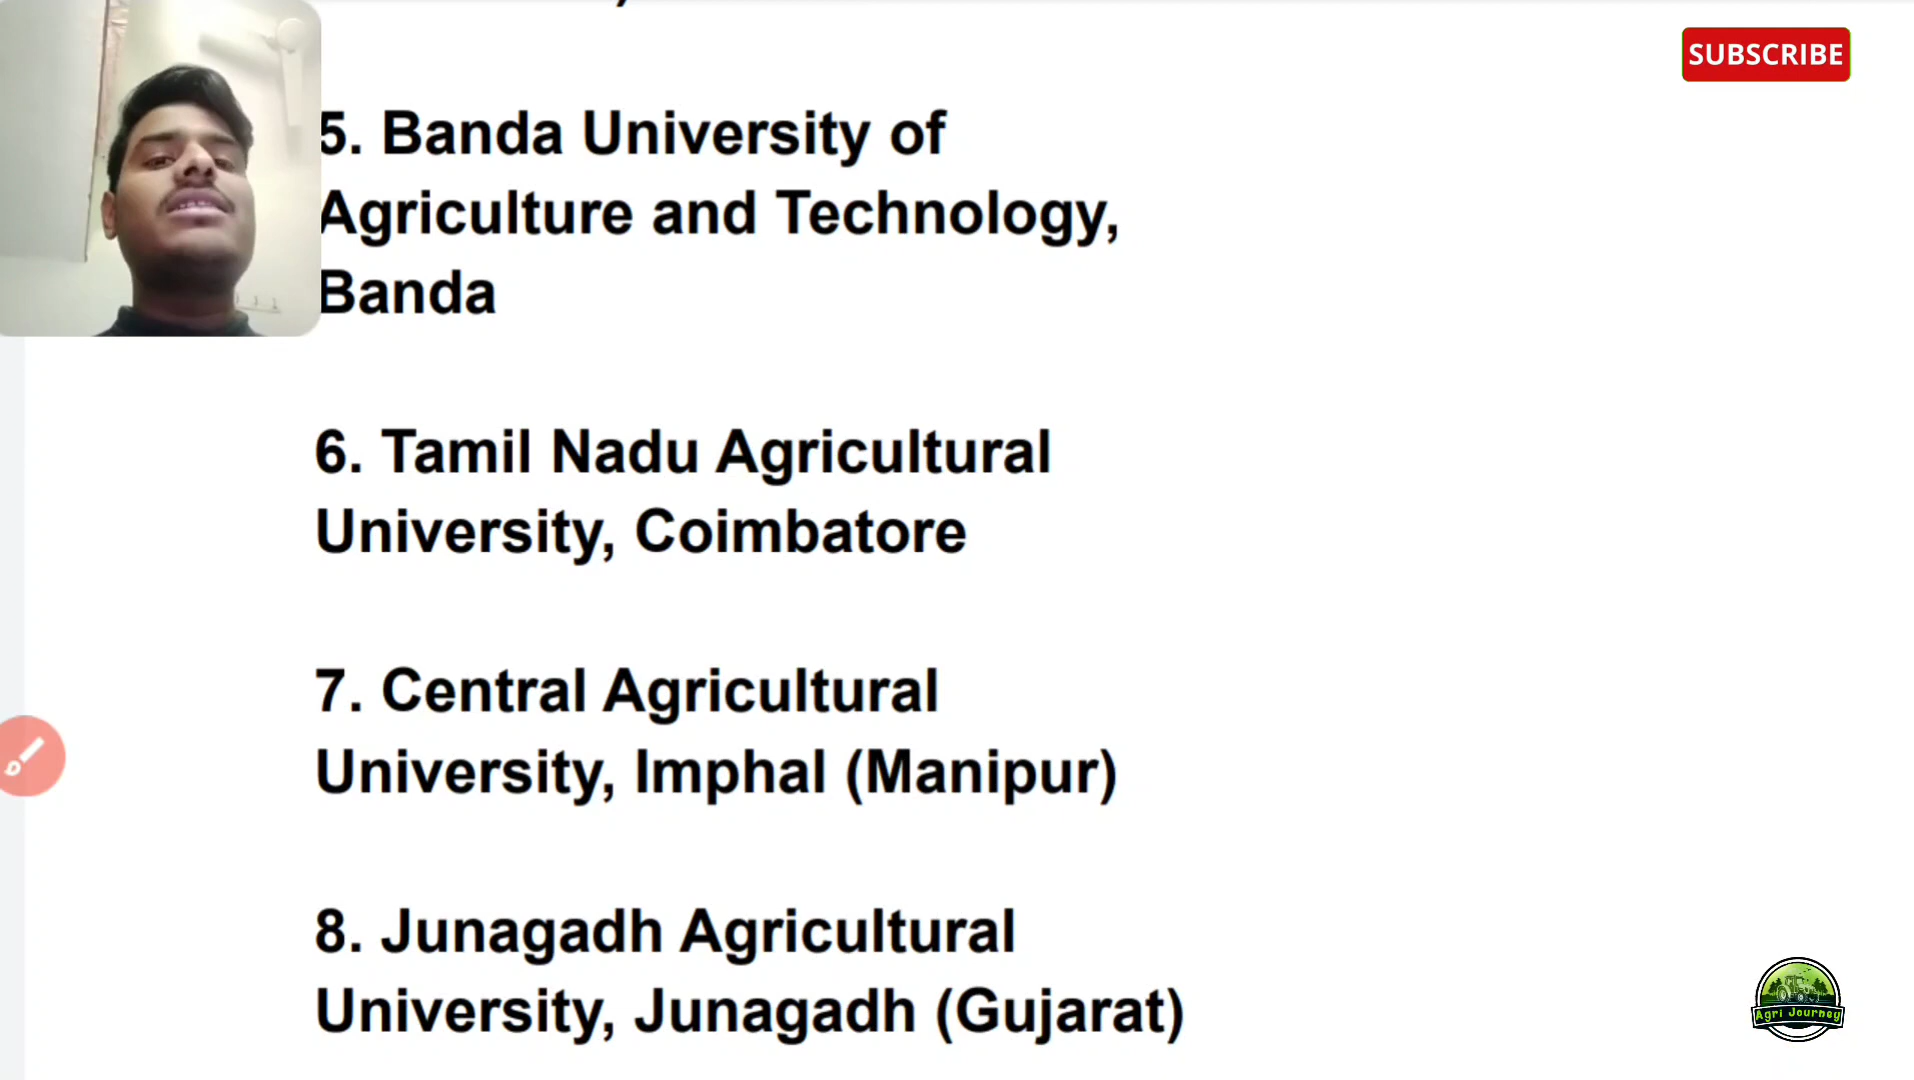 SUBSCRIBE
5. Banda University of
Agriculture and Technology,
Banda
6. Tamil Nadu Agricultural
University, Coimbatore
7. Central Agricultural
University, Imphal (Manipur)
8. Junagadh Agricultural
University, Junagadh (Gujarat)
Agri Journey